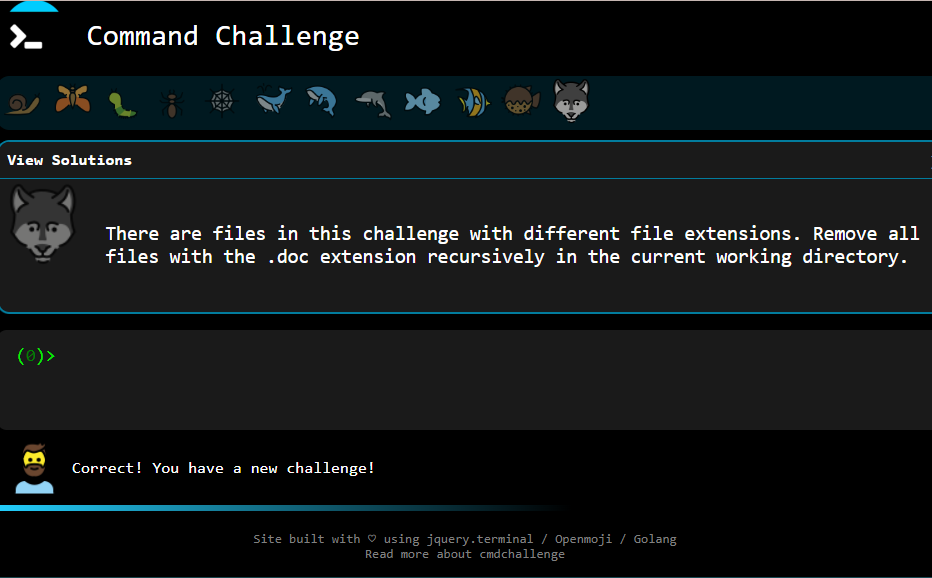 Command Challenge
View Solutions
There are files in this challenge with different file extensions. Remove all
files with the .doc extension recursively in the current working directory.
(0)>
Correct! You have a new challenge!
Site built with ♡ using jquery.terminal / Openmoji / Golang
Read more about cmdchallenge